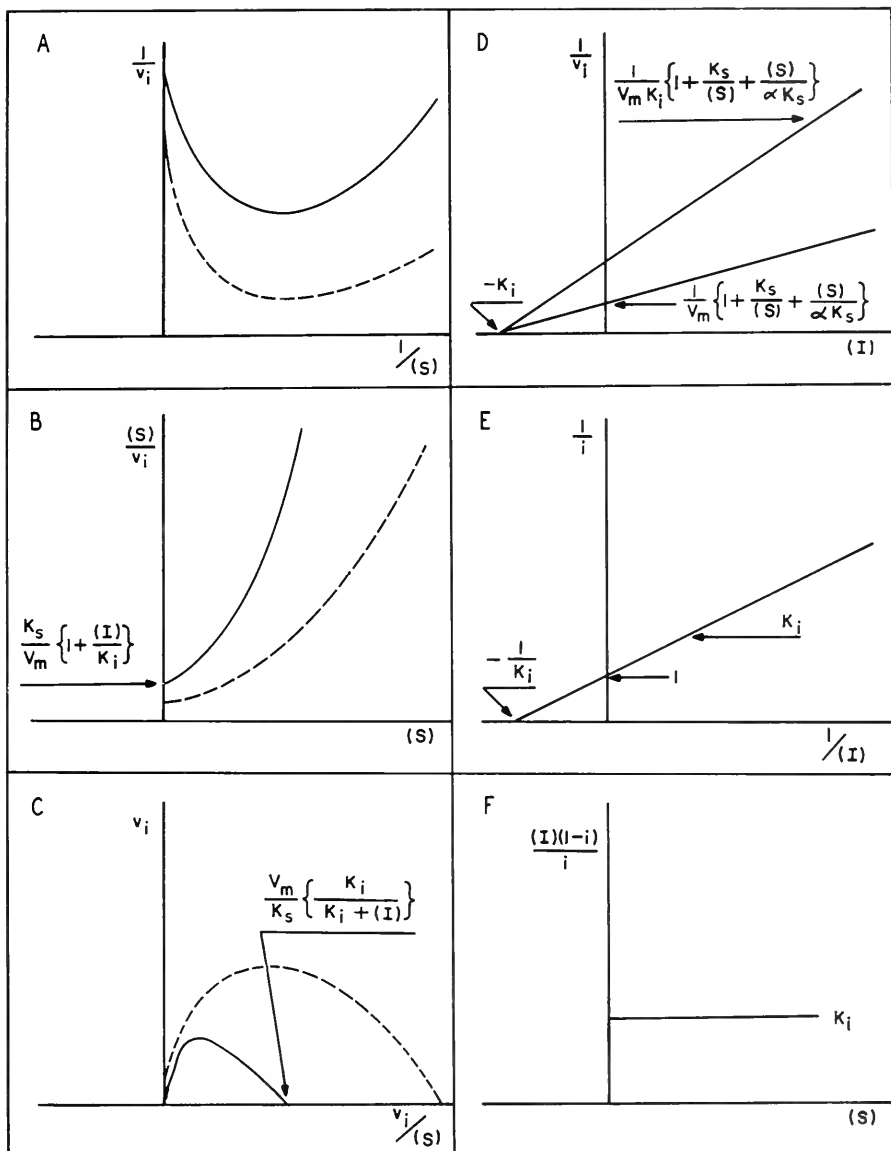 A
1/v_i
1/(S)
B
(S)/v_i
K_s/V_m {1 + (I)/K_i}
(S)
C
v_i
V_m/K_s {K_i/(K_i + (I))}
v_i/(S)
D
1/v_i
1/(V_m K_i) {1 + K_s/(S) + (S)/(∝K_s)}
-K_i
1/V_m {1 + K_s/(S) + (S)/(∝K_s)}
(I)
E
1/i
K_i
-1/K_i
1
1/(I)
F
(I)(1-i)/i
K_i
(S)